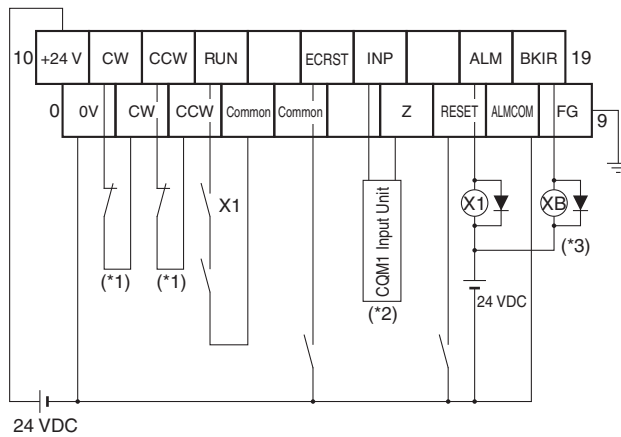 10 +24 V CW CCW RUN ECRST INP ALM BKIR 19
0 0V CW CCW Common Common Z RESET ALMCOM FG 9
X1
X1
XB
CQM1 Input Unit
(*1)
(*1)
(*2)
(*3)
24 VDC
24 VDC